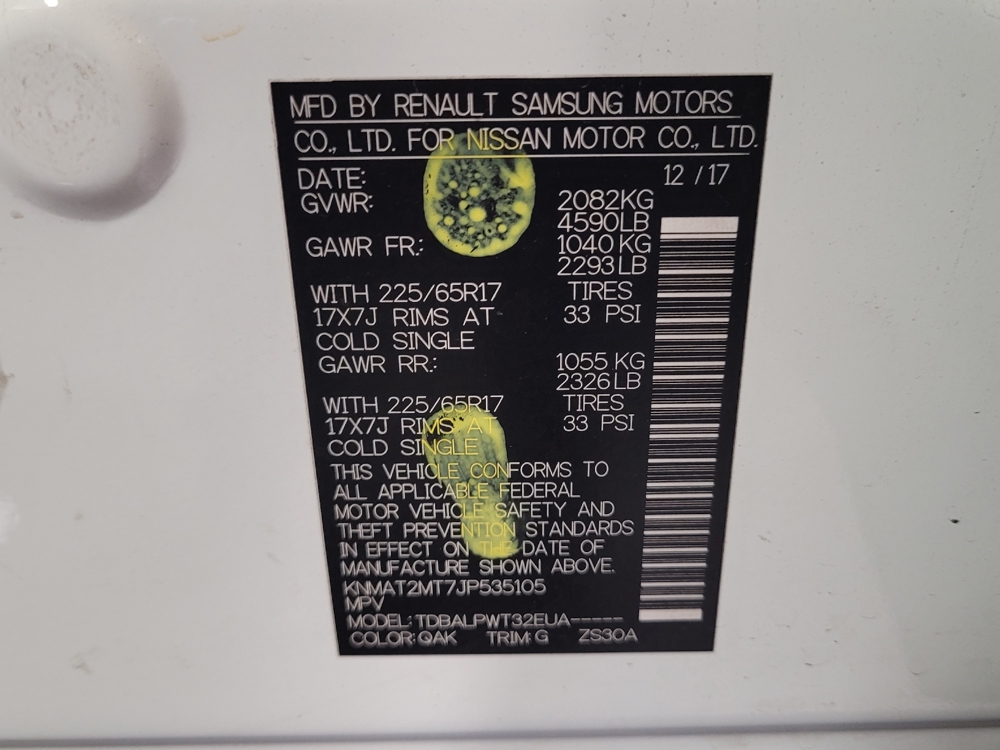 MFD BY RENAULT SAMSUNG MOTORS
CO., LTD. FOR NISSAN MOTOR CO., LTD.
DATE: 12 / 17
GVWR: 2082KG
4590LB
GAWR FR.: 1040 KG
2293LB
WITH 225/65R17 TIRES
17X7J RIMS AT 33 PSI
COLD SINGLE
GAWR RR.: 1055 KG
2326LB
WITH 225/65R17 TIRES
17X7J RIMS AT 33 PSI
COLD SINGLE
THIS VEHICLE CONFORMS TO
ALL APPLICABLE FEDERAL
MOTOR VEHICLE SAFETY AND
THEFT PREVENTION STANDARDS
IN EFFECT ON THE DATE OF
MANUFACTURE SHOWN ABOVE.
KNMAT2MT7JP535105
MPV
MODEL: TDBALPWT32EUA-----
COLOR: QAK TRIM: G ZS30A